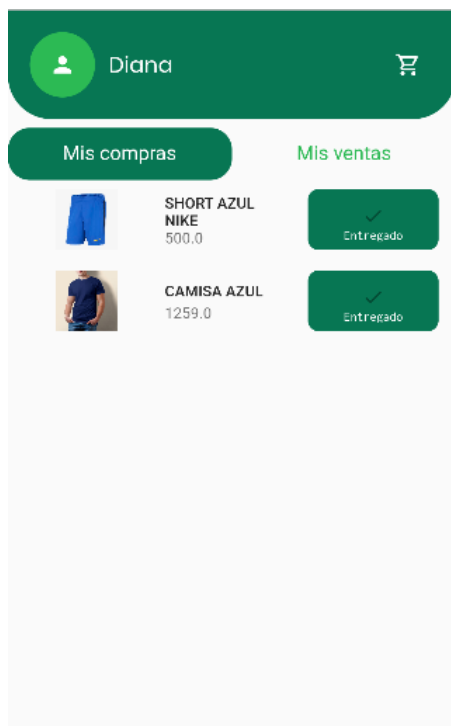 Diana
Mis compras
Mis ventas
SHORT AZUL
NIKE
500.0
Entregado
CAMISA AZUL
1259.0
Entregado